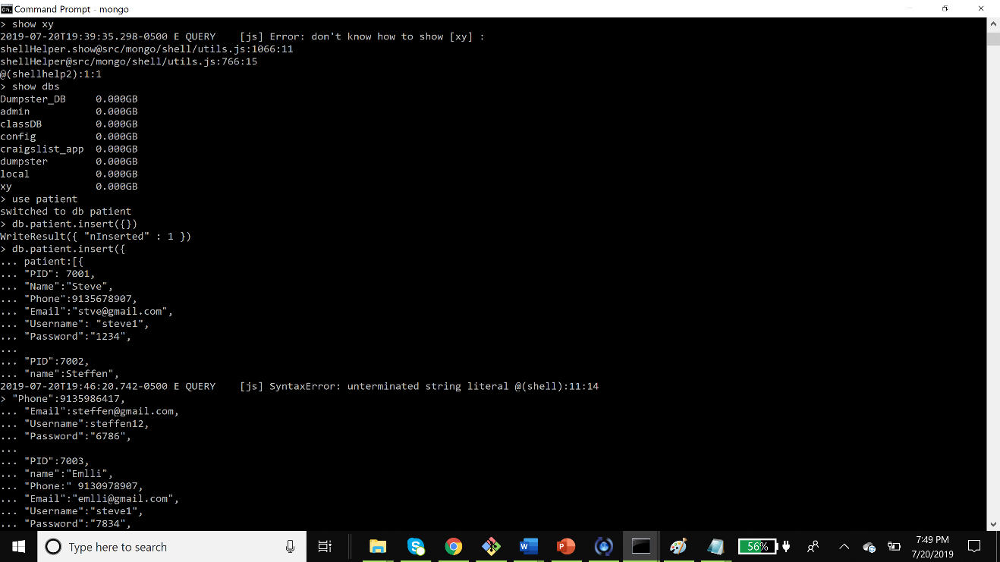 Command Prompt - mongo
> show xy
2019-07-20T19:39:35.298-0500 E QUERY    [js] Error: don't know how to show [xy] :
shellHelper.show@src/mongo/shell/utils.js:1066:11
shellHelper@src/mongo/shell/utils.js:766:15
@(shellhelp2):1:1
> show dbs
Dumpster_DB     0.000GB
admin           0.000GB
classDB         0.000GB
config          0.000GB
craigslist_app  0.000GB
dumpster        0.000GB
local           0.000GB
xy              0.000GB
> use patient
switched to db patient
> db.patient.insert({})
WriteResult({ "nInserted" : 1 })
> db.patient.insert({
... patient:[{
... "PID": 7001,
... "Name":"Steve",
... "Phone":9135678907,
... "Email":"stve@gmail.com",
... "Username": "steve1",
... "Password":"1234",
...
... "PID":7002,
... "name":Steffen",
2019-07-20T19:46:20.742-0500 E QUERY    [js] SyntaxError: unterminated string literal @(shell):11:14
> "Phone":9135986417,
... "Email":steffen@gmail.com,
... "Username":steffen12,
... "Password":"6786",
...
... "PID":7003,
... "name":"Emlli",
... "Phone:" 9130978907,
... "Email":"emlli@gmail.com",
... "Username":"steve1",
... "Password":"7834",
Type here to search
56%
7:49 PM
7/20/2019